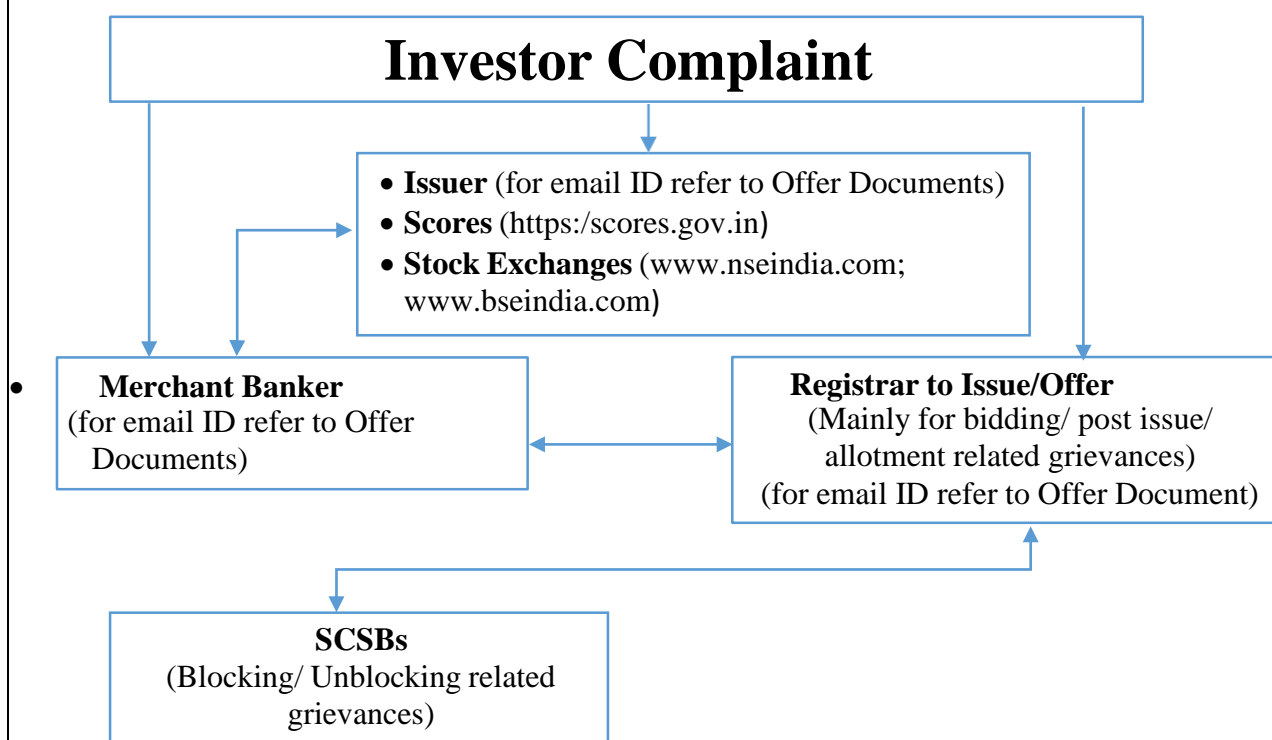 Investor Complaint
• Issuer (for email ID refer to Offer Documents)
• Scores (https:/scores.gov.in)
• Stock Exchanges (www.nseindia.com;
www.bseindia.com)
• Merchant Banker
(for email ID refer to Offer
Documents)
Registrar to Issue/Offer
(Mainly for bidding/ post issue/
allotment related grievances)
(for email ID refer to Offer Document)
SCSBs
(Blocking/ Unblocking related
grievances)